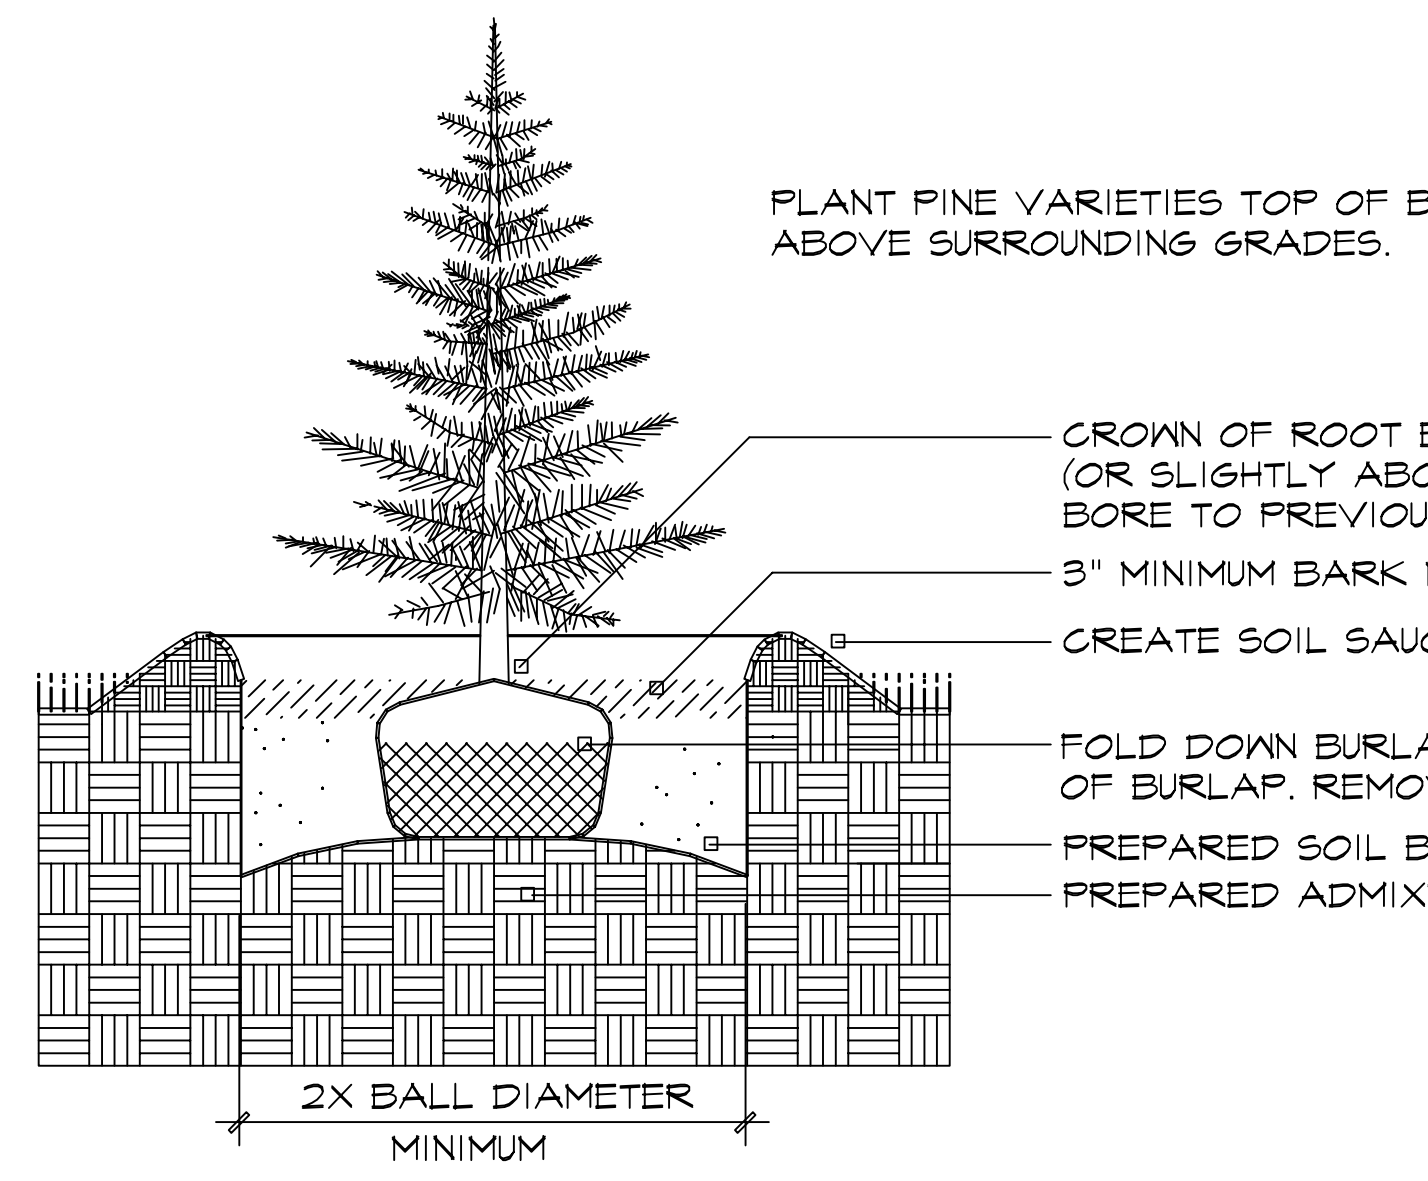 PLANT PINE VARIETIES TOP OF
ABOVE SURROUNDING GRADES.
CROWN OF ROOT
(OR SLIGHTLY
BORE TO
3" MINIMUM BARK
CREATE SOIL
FOLD DOWN
OF BURLAP.
PREPARED SOIL
PREPARED
2X BALL DIAMETER
MINIMUM